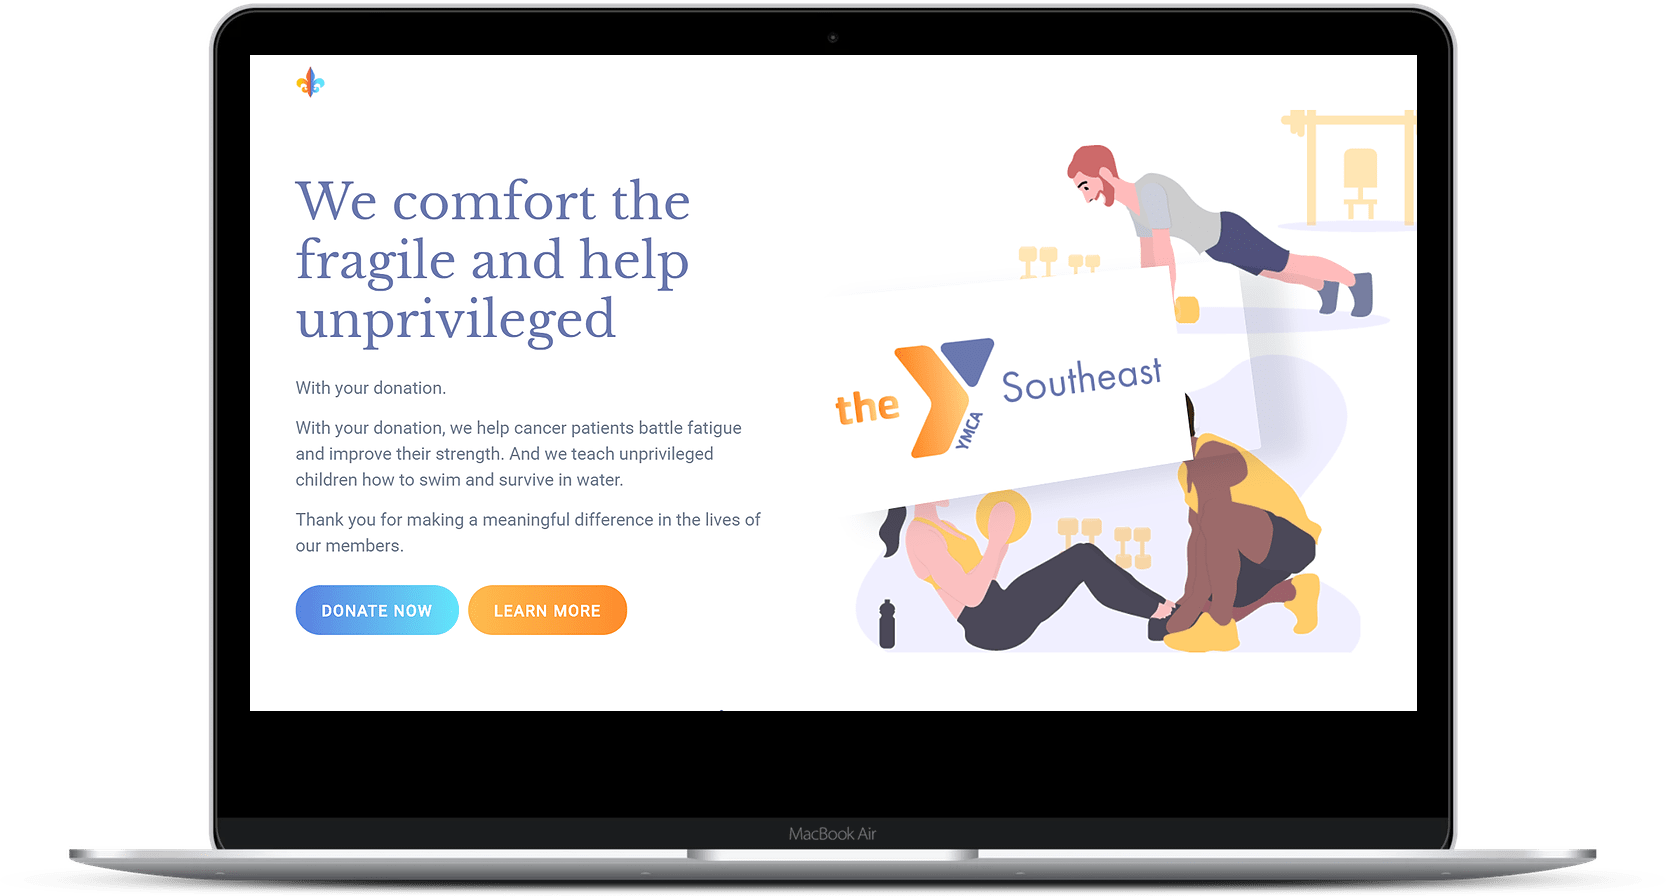 We comfort the
fragile and help
unprivileged
With your donation.
With your donation, we help cancer patients battle fatigue
and improve their strength. And we teach unprivileged
children how to swim and survive in water.
Thank you for making a meaningful difference in the lives of
our members.
DONATE NOW
LEARN MORE
the
YMCA
Southeast
MacBook Air